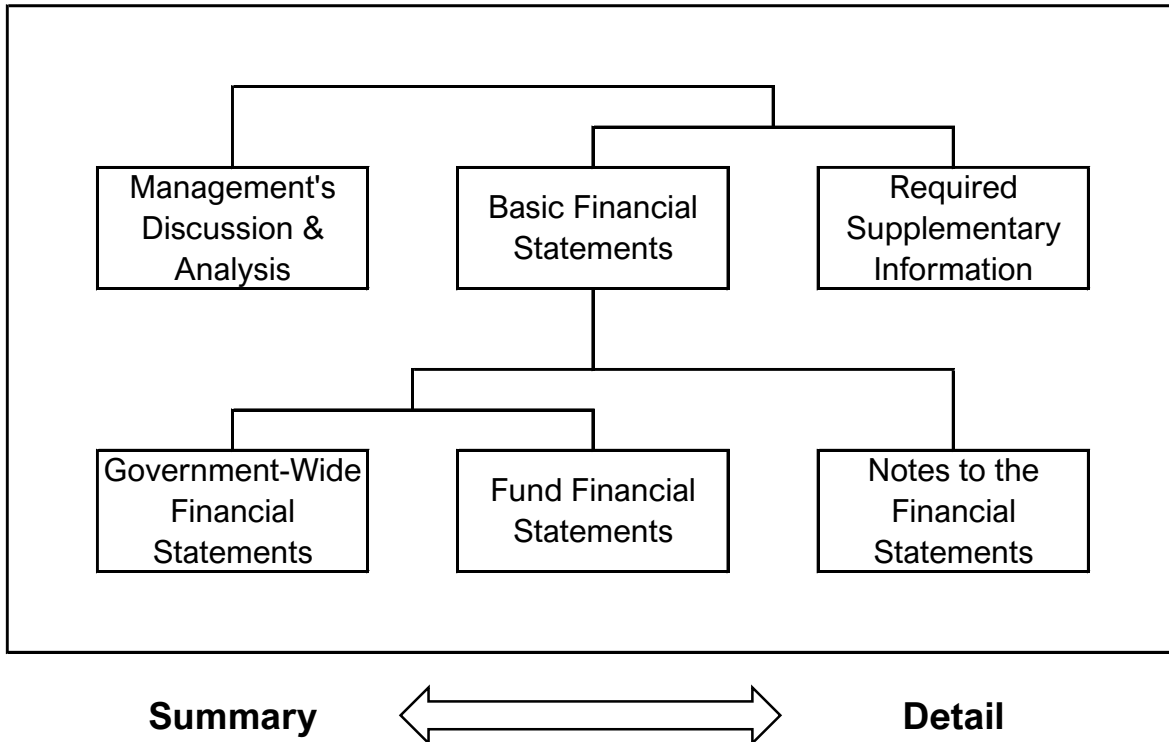 Management's
Discussion &
Analysis
Basic Financial
Statements
Required
Supplementary
Information
Government-Wide
Financial
Statements
Fund Financial
Statements
Notes to the
Financial
Statements
Summary
Detail